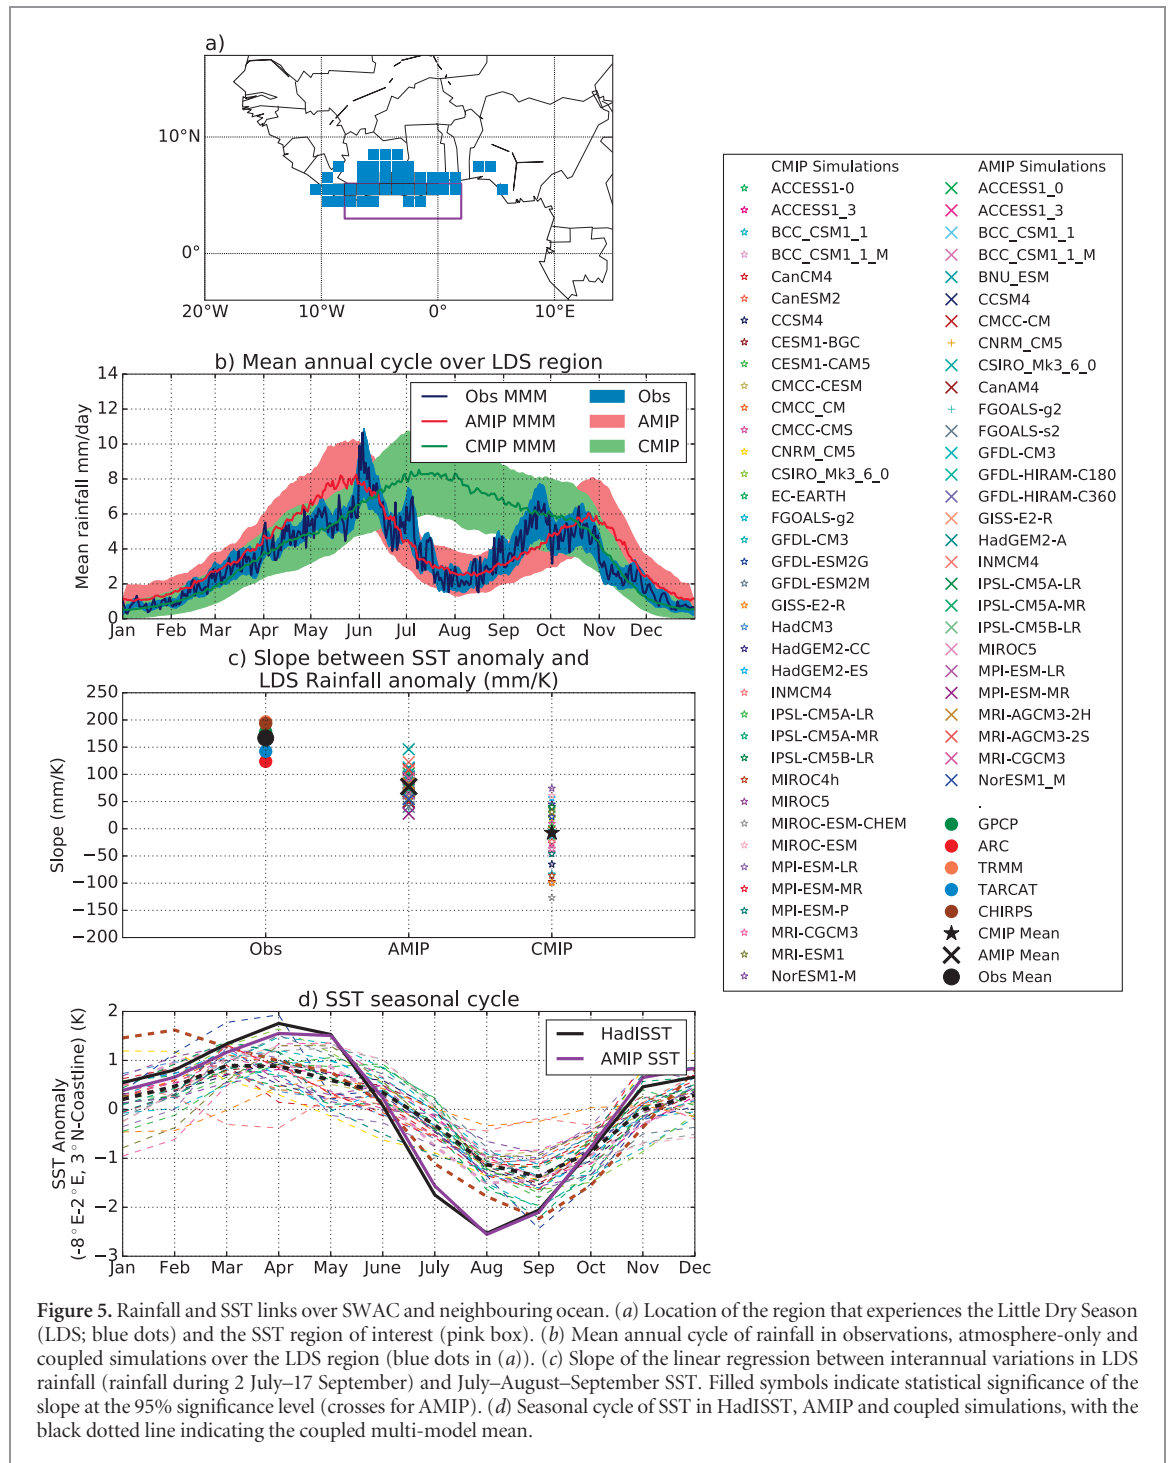 a)
10°N
0°
20°W
10°W
0°
10°E
b) Mean annual cycle over LDS region
Mean rainfall mm/day
14
12
10
8
6
4
2
0
Obs MMM
AMIP MMM
CMIP MMM
Obs
AMIP
CMIP
Jan Feb Mar Apr May Jun Jul Aug Sep Oct Nov Dec
c) Slope between SST anomaly and
LDS Rainfall anomaly (mm/K)
Slope (mm/K)
250
200
150
100
50
0
−50
−100
−150
−200
Obs
AMIP
CMIP
d) SST seasonal cycle
SST Anomaly
(-8°E-2°E, 3°N-Coastline) (K)
2
1
0
−1
−2
−3
HadISST
AMIP SST
Jan Feb Mar Apr May June July Aug Sep Oct Nov Dec
CMIP Simulations
ACCESS1-0
ACCESS1_3
BCC_CSM1_1
BCC_CSM1_1_M
CanCM4
CanESM2
CCSM4
CESM1-BGC
CESM1-CAM5
CMCC-CESM
CMCC_CM
CMCC-CMS
CNRM_CM5
CSIRO_Mk3_6_0
EC-EARTH
FGOALS-g2
GFDL-CM3
GFDL-ESM2G
GFDL-ESM2M
GISS-E2-R
HadCM3
HadGEM2-CC
HadGEM2-ES
INMCM4
IPSL-CM5A-LR
IPSL-CM5A-MR
IPSL-CM5B-LR
MIROC4h
MIROC5
MIROC-ESM-CHEM
MIROC-ESM
MPI-ESM-LR
MPI-ESM-MR
MPI-ESM-P
MRI-CGCM3
MRI-ESM1
NorESM1-M
AMIP Simulations
ACCESS1_0
ACCESS1_3
BCC_CSM1_1
BCC_CSM1_1_M
BNU_ESM
CCSM4
CMCC-CM
CNRM_CM5
CSIRO_Mk3_6_0
CanAM4
FGOALS-g2
FGOALS-s2
GFDL-CM3
GFDL-HIRAM-C180
GFDL-HIRAM-C360
GISS-E2-R
HadGEM2-A
INMCM4
IPSL-CM5A-LR
IPSL-CM5A-MR
IPSL-CM5B-LR
MIROC5
MPI-ESM-LR
MPI-ESM-MR
MRI-AGCM3-2H
MRI-AGCM3-2S
MRI-CGCM3
NorESM1_M
.
GPCP
ARC
TRMM
TARCAT
CHIRPS
CMIP Mean
AMIP Mean
Obs Mean
Figure 5. Rainfall and SST links over SWAC and neighbouring ocean. (a) Location of the region that experiences the Little Dry Season
(LDS; blue dots) and the SST region of interest (pink box). (b) Mean annual cycle of rainfall in observations, atmosphere-only and
coupled simulations over the LDS region (blue dots in (a)). (c) Slope of the linear regression between interannual variations in LDS
rainfall (rainfall during 2 July–17 September) and July–August–September SST. Filled symbols indicate statistical significance of the
slope at the 95% significance level (crosses for AMIP). (d) Seasonal cycle of SST in HadISST, AMIP and coupled simulations, with the
black dotted line indicating the coupled multi-model mean.